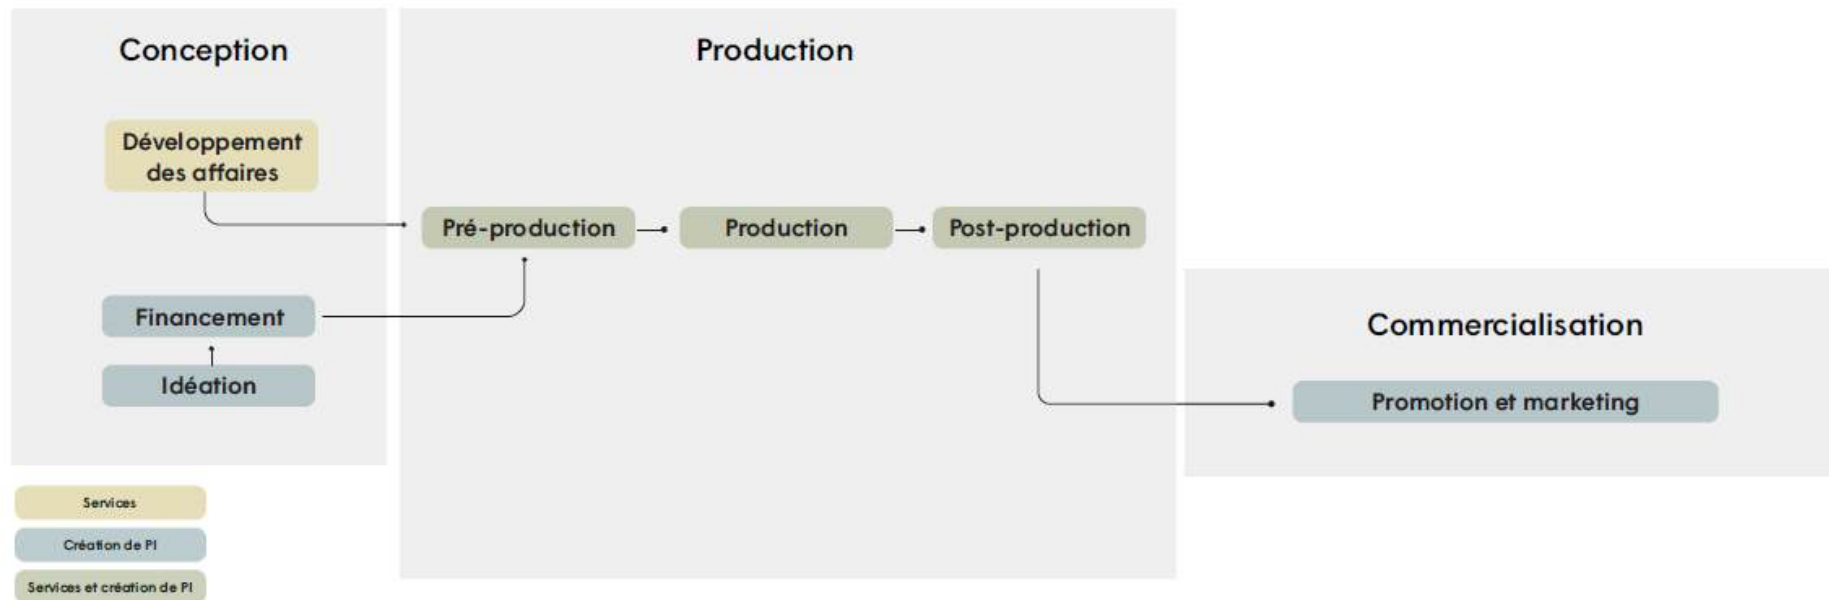 Conception
Développement
des affaires
Financement
Idéation
Production
Pré-production
Production
Post-production
Commercialisation
Promotion et marketing
Services
Création de PI
Services et création de PI